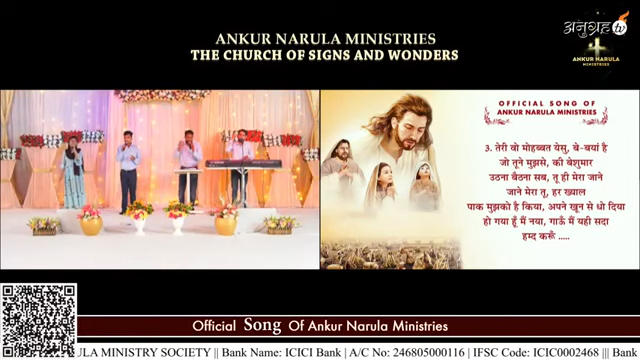 ANKUR NARULA MINISTRIES
THE CHURCH OF SIGNS AND WONDERS
अनुग्रह tv
ANKUR NARULA
MINISTRIES
OFFICIAL SONG OF
ANKUR NARULA MINISTRIES
3. तेरी वो मोहब्बत येसु, बे-बयां है
जो तूने मुझसे, की बेशुमार
उठना बैठना सब, तू ही मेरा जाने
जाने मेरा तू, हर ख्याल
पाक मुझको है किया, अपने खून से धो दिया
हो गया हूँ मैं नया, गाऊँ मैं यही सदा
हम्द करूँ .....
Official Song Of Ankur Narula Ministries
ULA MINISTRY SOCIETY || Bank Name: ICICI Bank | A/C No: 246805000116 | IFSC Code: ICIC0002468 ||| Bank